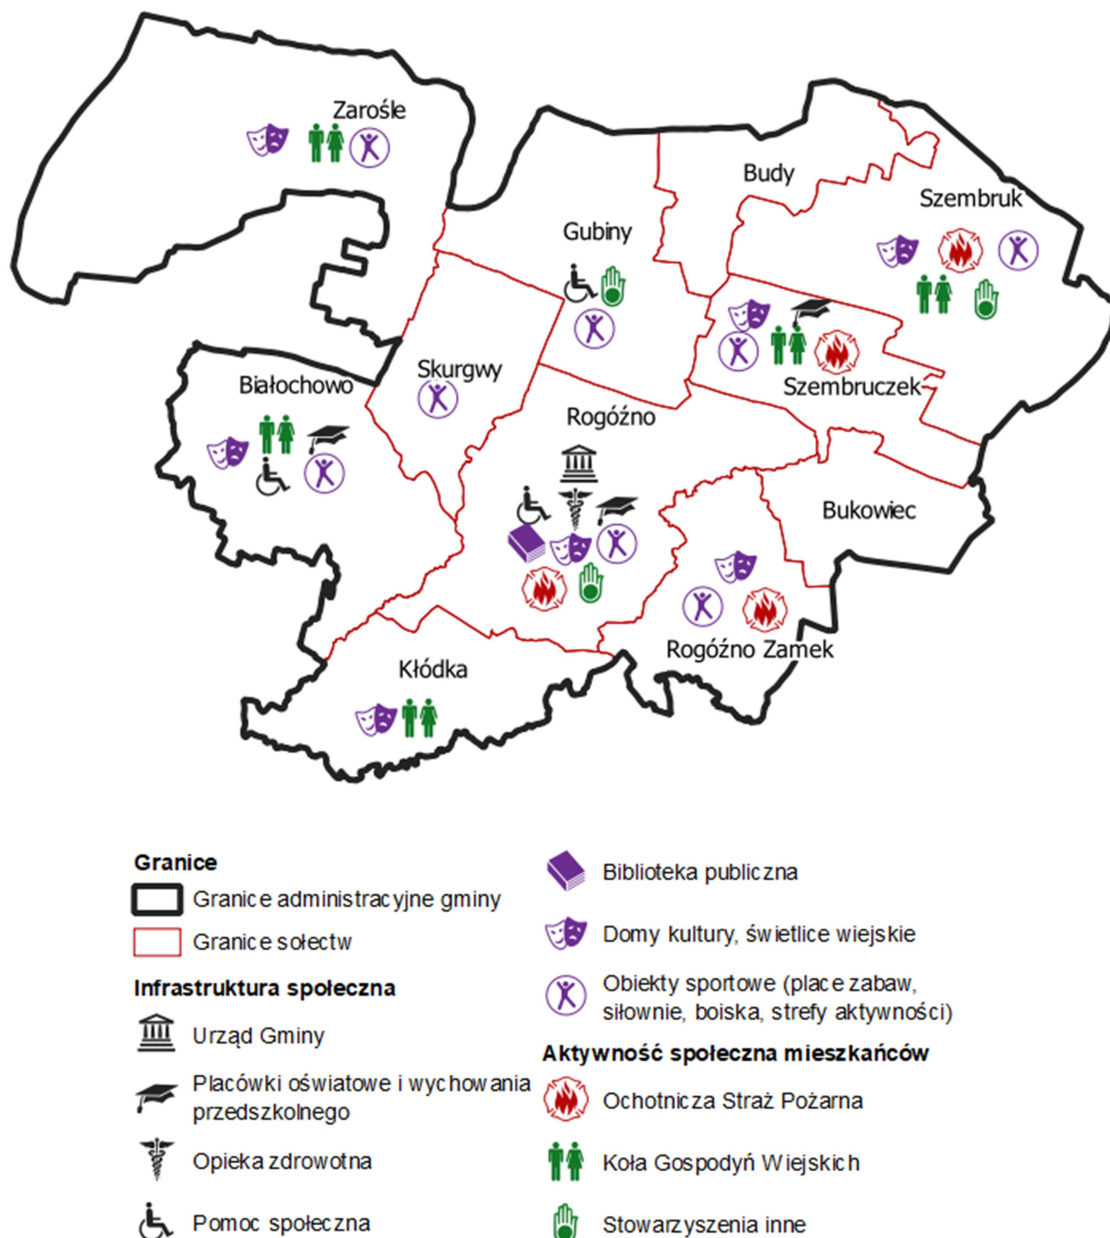 Zarośle
Budy
Szembruk
Gubiny
Skurgwy
Białochowo
Szembruczek
Rogóźno
Bukowiec
Rogóźno Zamek
Kłódka
Granice
Granice administracyjne gminy
Granice sołectw
Infrastruktura społeczna
Urząd Gminy
Placówki oświatowe i wychowania
przedszkolnego
Opieka zdrowotna
Pomoc społeczna
Biblioteka publiczna
Domy kultury, świetlice wiejskie
Obiekty sportowe (place zabaw,
siłownie, boiska, strefy aktywności)
Aktywność społeczna mieszkańców
Ochotnicza Straż Pożarna
Koła Gospodyń Wiejskich
Stowarzyszenia inne